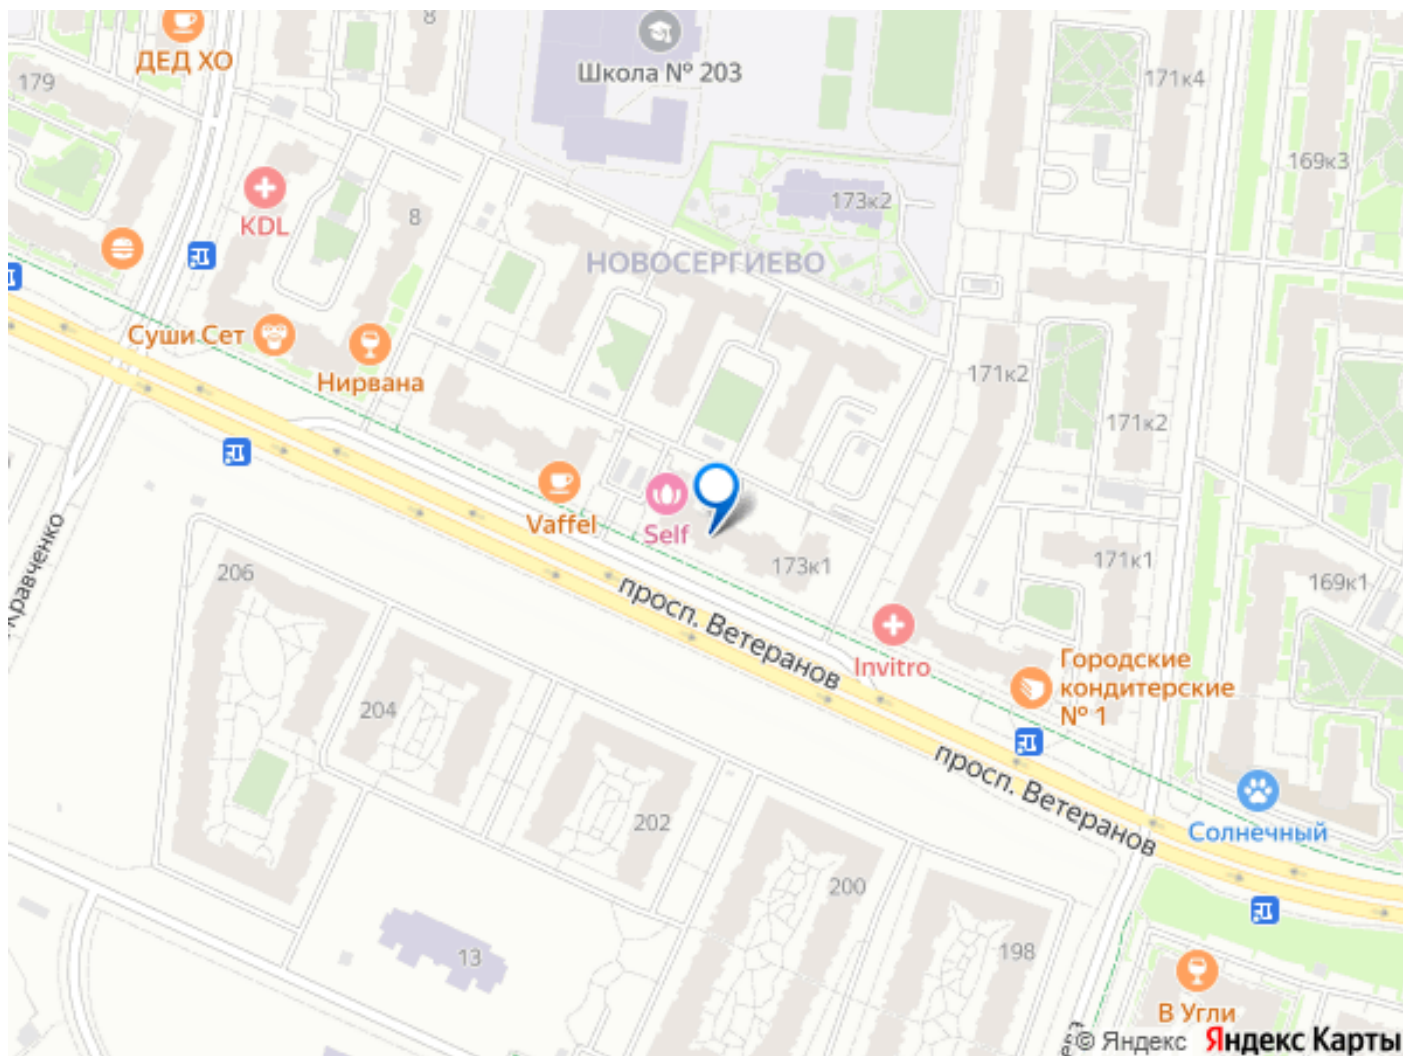 8
ДЕД ХО
Школа № 203
179
171к4
169к3
173к2
KDL
8
НОВОСЕРГИЕВО
Суши Сет
Нирвана
171к2
171к2
Vaffel
Self
173к1
171к1
169к1
Кравченко
206
просп. Ветеранов
Invitro
Городские
кондитерские
№ 1
204
просп. Ветеранов
202
Солнечный
200
198
13
В Угли
© Яндекс Яндекс Карты